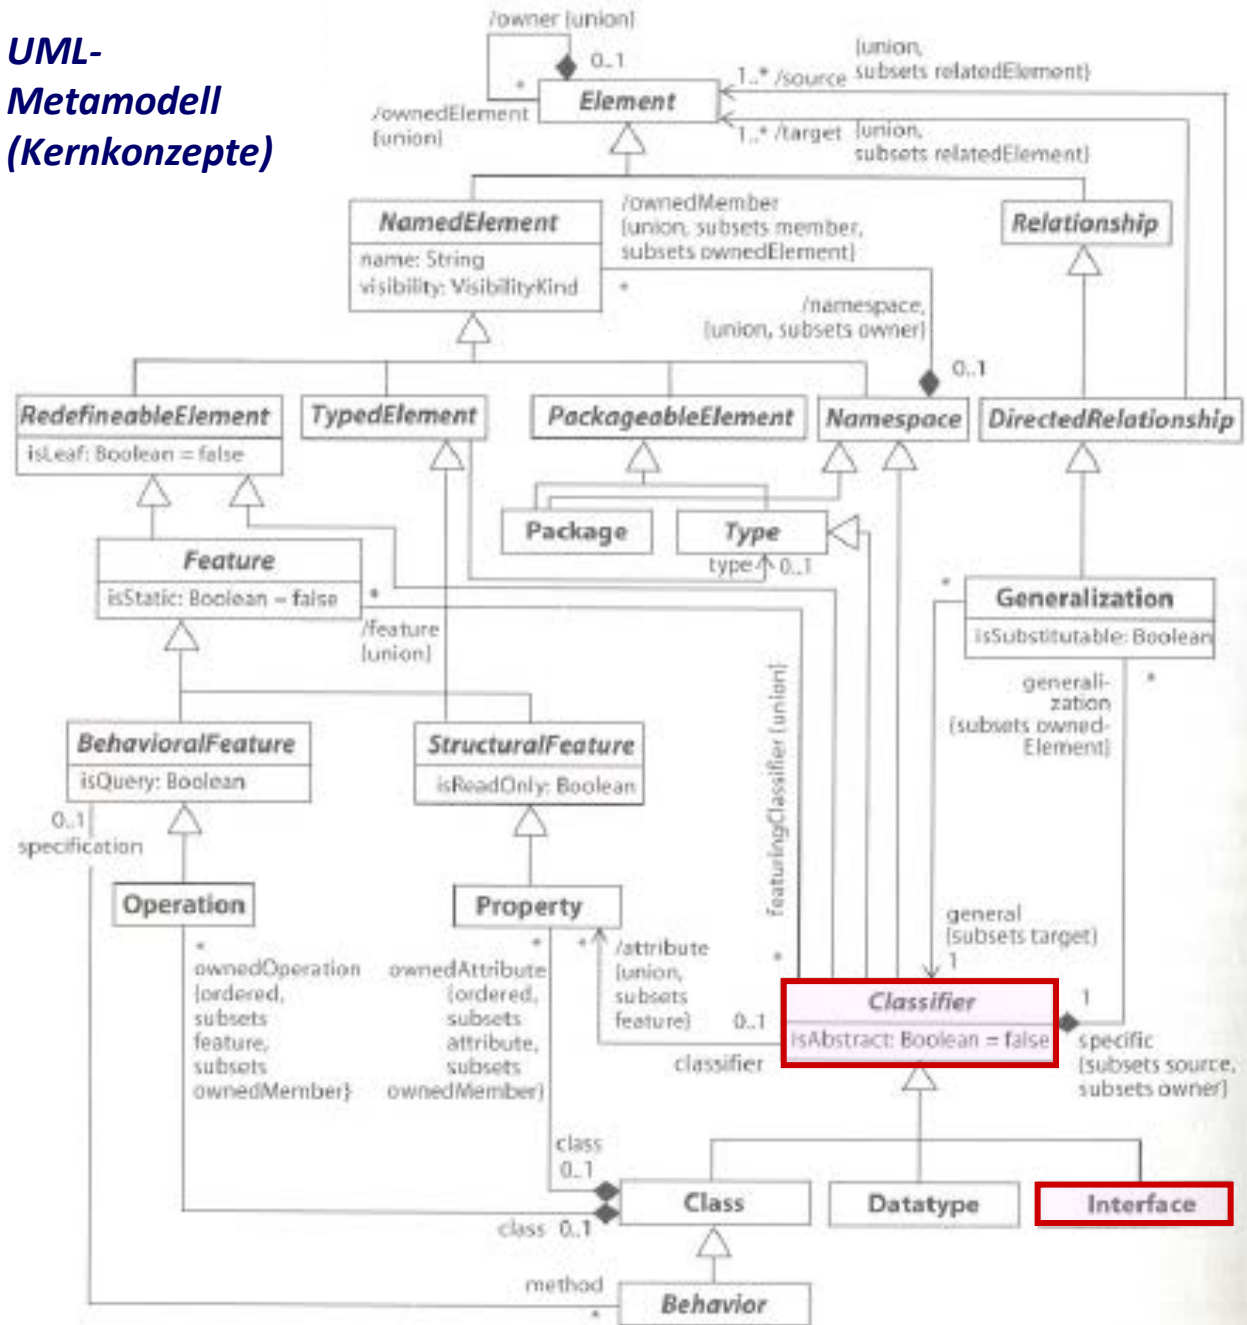 UML-
Metamodell
(Kernkonzepte)
/owner {union}
0..1
*
/ownedElement
{union}
Element
1..* /source
{union,
subsets relatedElement}
1..* /target
{union,
subsets relatedElement}
NamedElement
name: String
visibility: VisibilityKind
/ownedMember
{union, subsets member,
subsets ownedElement}
*
/namespace,
{union, subsets owner}
0..1
Relationship
RedefineableElement
isLeaf: Boolean = false
TypedElement
PackageableElement
Namespace
DirectedRelationship
Package
Type
type
0..1
Feature
isStatic: Boolean = false
*
/feature
{union}
*
Generalization
isSubstitutable: Boolean
generali-
zation
{subsets owned-
Element}
*
featuringClassifier {union}
*
BehavioralFeature
isQuery: Boolean
StructuralFeature
isReadOnly: Boolean
0..1
specification
Operation
Property
*
ownedOperation
{ordered,
subsets
feature,
subsets
ownedMember}
*
ownedAttribute
{ordered,
subsets
attribute,
subsets
ownedMember}
*
/attribute
{union,
subsets
feature}
0..1
classifier
general
{subsets target}
1
Classifier
isAbstract: Boolean = false
1
specific
{subsets source,
subsets owner}
class
0..1
class 0..1
Class
Datatype
Interface
method
*
Behavior